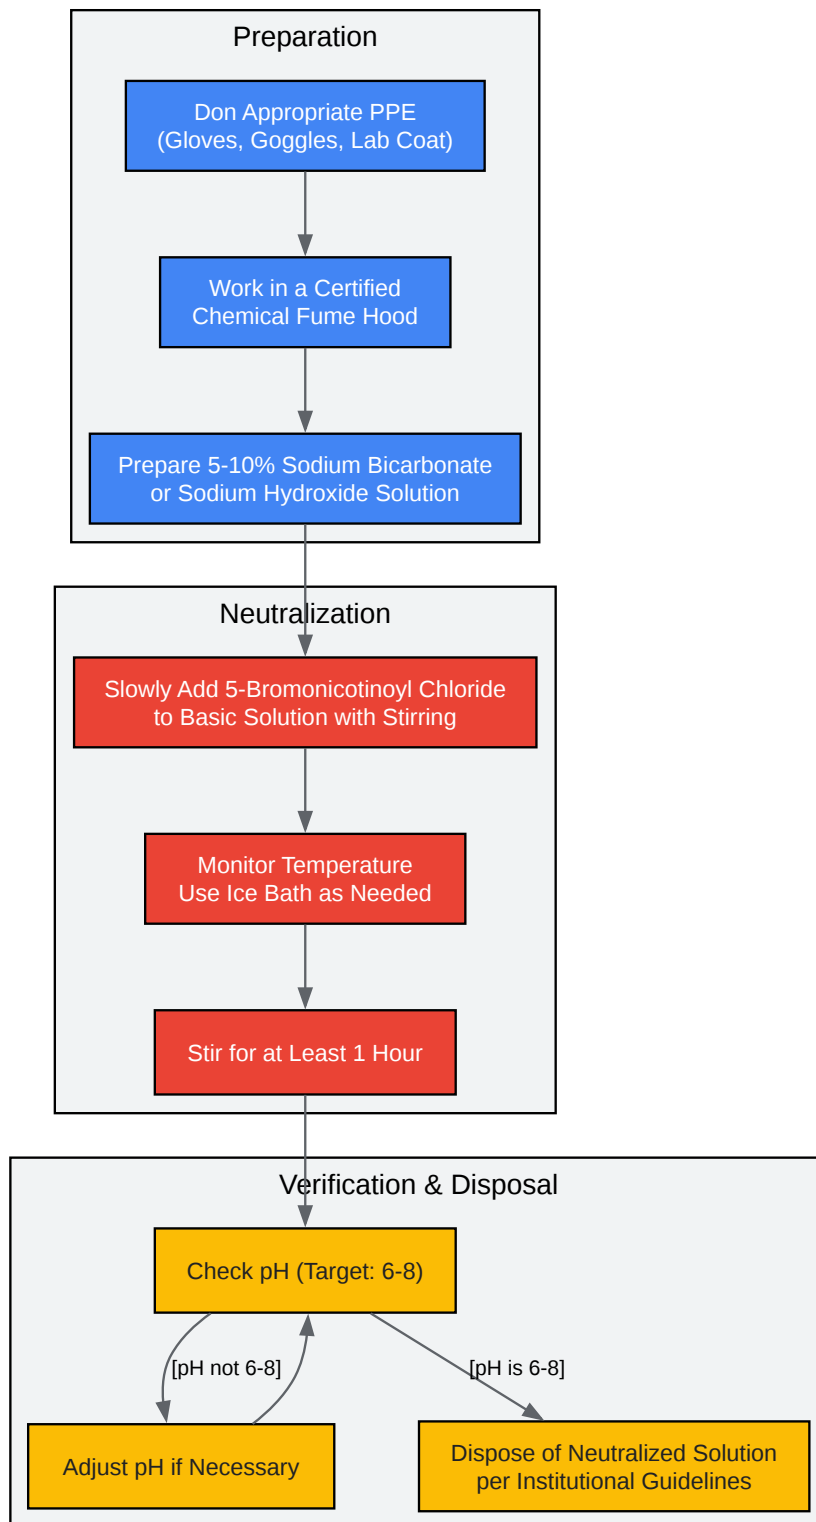 Preparation
Don Appropriate PPE
(Gloves, Goggles, Lab Coat)
Work in a Certified
Chemical Fume Hood
Prepare 5-10% Sodium Bicarbonate
or Sodium Hydroxide Solution
Neutralization
Slowly Add 5-Bromonicotinoyl Chloride
to Basic Solution with Stirring
Monitor Temperature
Use Ice Bath as Needed
Stir for at Least 1 Hour
Verification & Disposal
Check pH (Target: 6-8)
[pH not 6-8]
[pH is 6-8]
Adjust pH if Necessary
Dispose of Neutralized Solution
per Institutional Guidelines